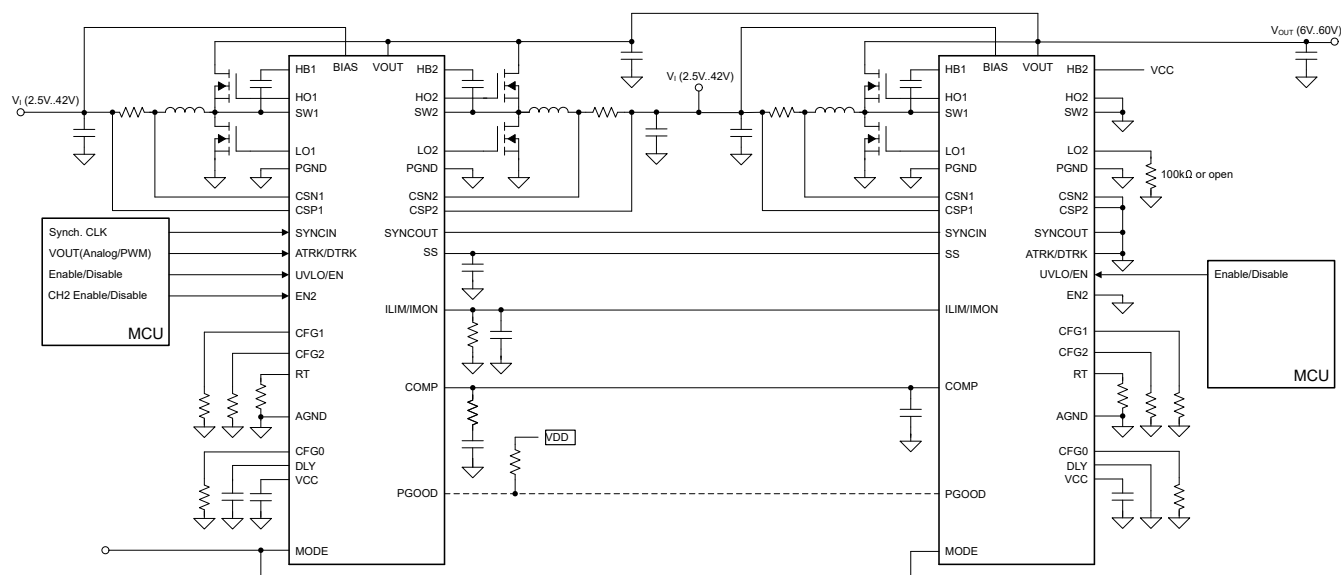 VI (2.5V..42V)
BIAS
VOUT
HB1
HO1
SW1
LO1
PGND
CSN1
CSP1
SYNCIN
ATRK/DTRK
UVLO/EN
EN2
CFG1
CFG2
RT
AGND
CFG0
DLY
VCC
MODE
HB2
HO2
SW2
LO2
PGND
CSN2
CSP2
SYNCOUT
SS
ILIM/IMON
COMP
PGOOD
Synch. CLK
VOUT(Analog/PWM)
Enable/Disable
CH2 Enable/Disable
MCU
VDD
VI (2.5V..42V)
BIAS
VOUT
HB1
HO1
SW1
LO1
PGND
CSN1
CSP1
SYNCIN
SS
ILIM/IMON
COMP
PGOOD
MODE
HB2
HO2
SW2
LO2
PGND
CSN2
CSP2
SYNCOUT
ATRK/DTRK
UVLO/EN
EN2
CFG1
CFG2
RT
AGND
CFG0
DLY
VCC
VOUT (6V..60V)
VCC
100kΩ or open
Enable/Disable
MCU